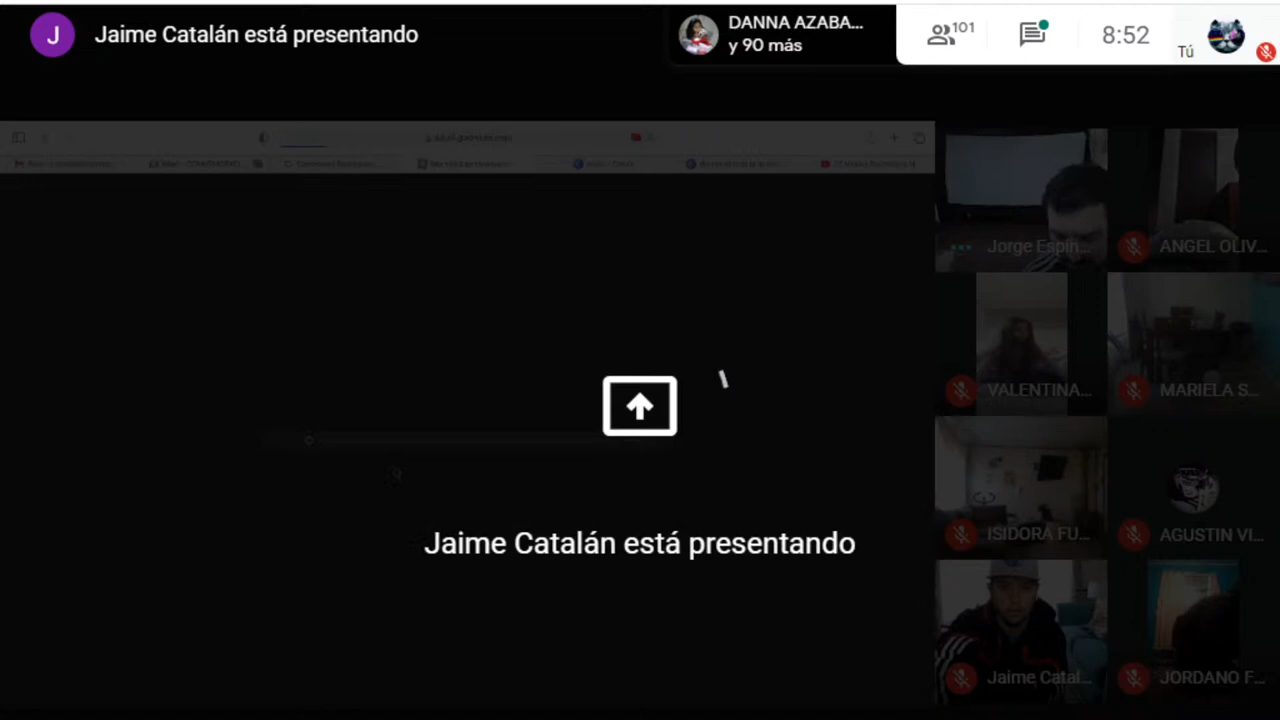 J
Jaime Catalán está presentando
DANNA AZABA...
y 90 más
101
8:52
Tú
Jorge Espín...
ANGEL OLIV...
VALENTINA...
MARIELA S...
ISIDORA FU...
AGUSTIN VI...
Jaime Catal...
JORDANO F...
Jaime Catalán está presentando